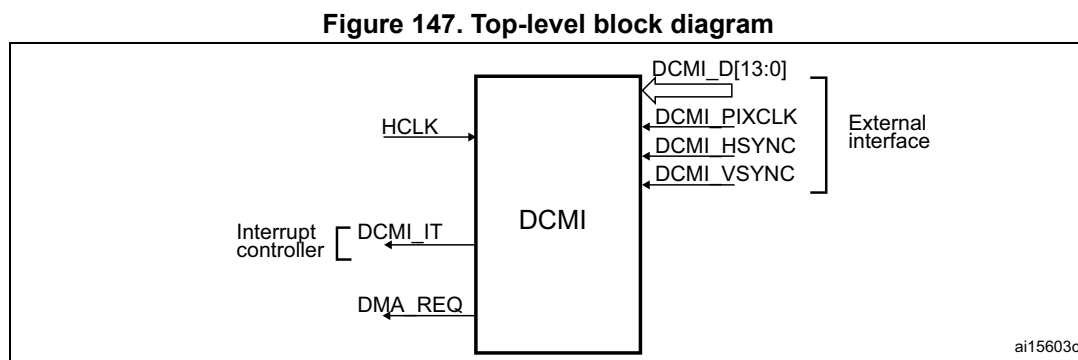 Figure 147. Top-level block diagram
DCMI_D[13:0]
DCMI_PIXCLK
HCLK
External
interface
DCMI_HSYNC
DCMI_VSYNC
DCMI
Interrupt
controller
DCMI_IT
DMA_REQ
ai15603c